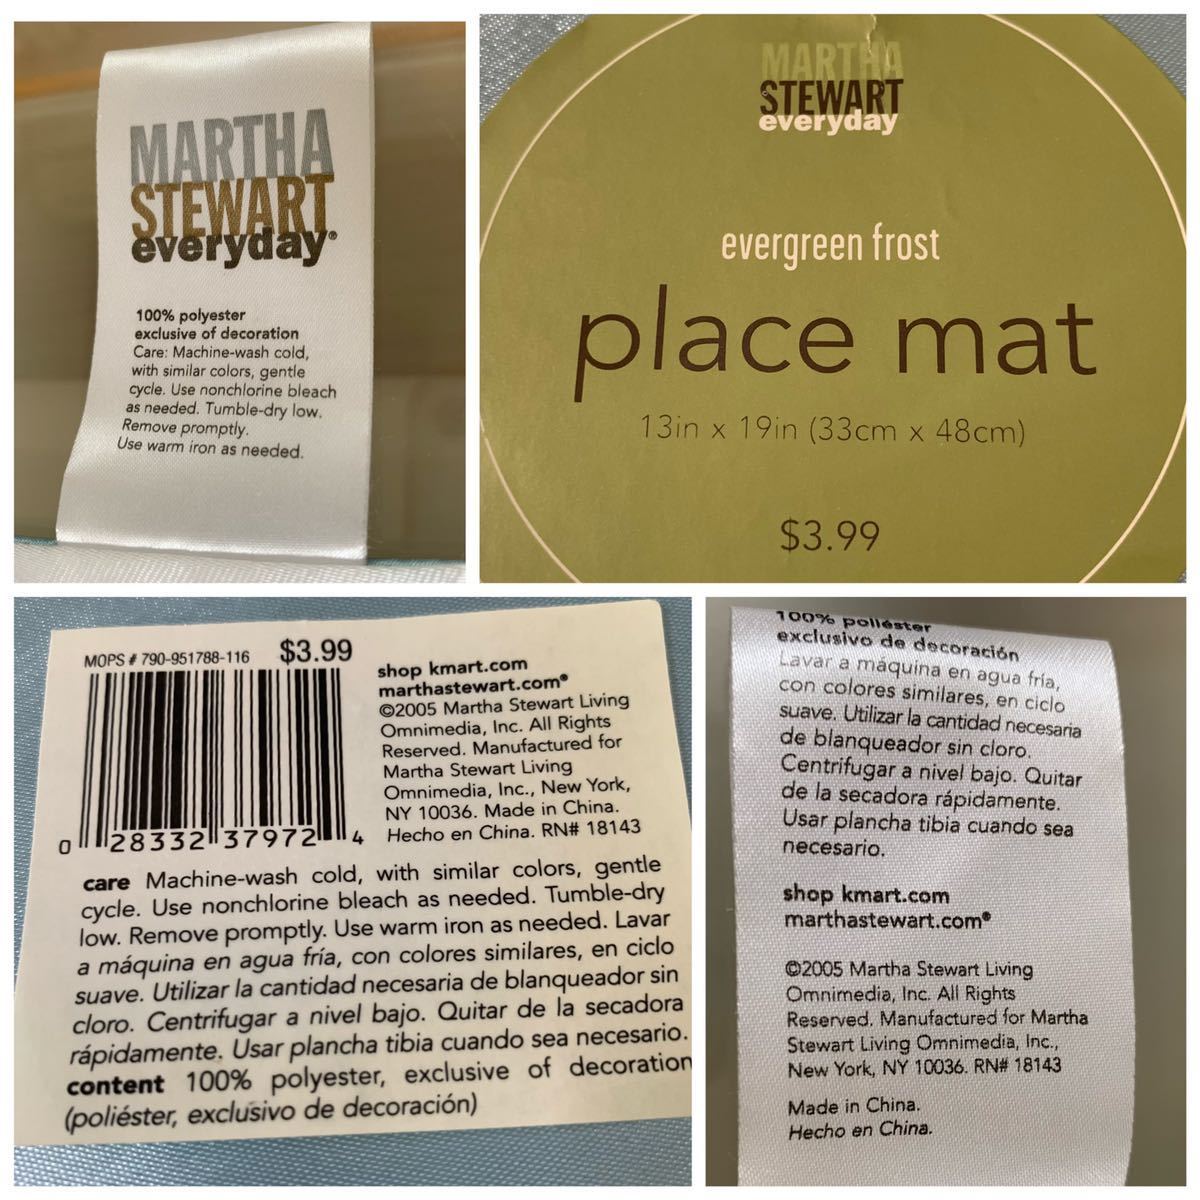 MARTHA
STEWART
everyday®
100% polyester
exclusive of decoration
Care: Machine-wash cold,
with similar colors, gentle
cycle. Use nonchlorine bleach
as needed. Tumble-dry low.
Remove promptly.
Use warm iron as needed.
MARTHA
STEWART
everyday
evergreen frost
place mat
13in x 19in (33cm x 48cm)
$3.99
MOPS # 790-951788-116 $3.99
0 28332 37972 4
shop kmart.com
marthastewart.com®
©2005 Martha Stewart Living
Omnimedia, Inc. All Rights
Reserved. Manufactured for
Martha Stewart Living
Omnimedia, Inc., New York,
NY 10036. Made in China.
Hecho en China. RN# 18143
care Machine-wash cold, with similar colors, gentle
cycle. Use nonchlorine bleach as needed. Tumble-dry
low. Remove promptly. Use warm iron as needed. Lavar
a máquina en agua fría, con colores similares, en ciclo
suave. Utilizar la cantidad necesaria de blanqueador sin
cloro. Centrifugar a nivel bajo. Quitar de la secadora
rápidamente. Usar plancha tibia cuando sea necesario.
content 100% polyester, exclusive of decoration
(poliéster, exclusivo de decoración)
100% poliéster
exclusivo de decoración
Lavar a máquina en agua fría,
con colores similares, en ciclo
suave. Utilizar la cantidad necesaria
de blanqueador sin cloro.
Centrifugar a nivel bajo. Quitar
de la secadora rápidamente.
Usar plancha tibia cuando sea
necesario.
shop kmart.com
marthastewart.com®
©2005 Martha Stewart Living
Omnimedia, Inc. All Rights
Reserved. Manufactured for Martha
Stewart Living Omnimedia, Inc.,
New York, NY 10036. RN# 18143
Made in China.
Hecho en China.